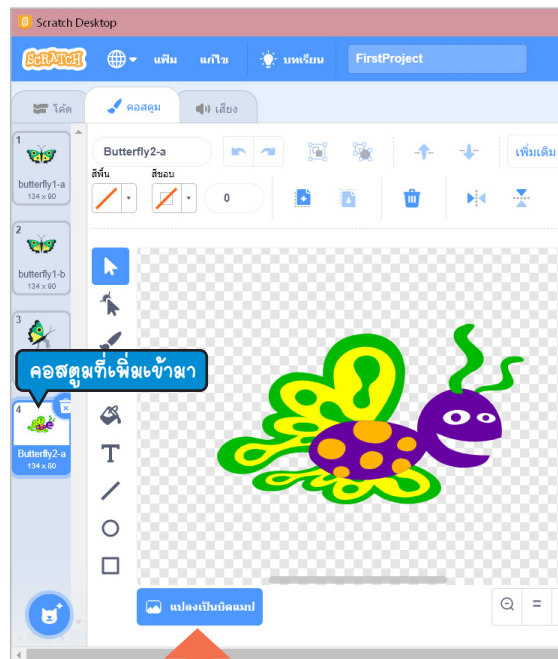 Scratch Desktop
SCRATCH แฟ้ม แก้ไข บทเรียน FirstProject
โค้ด คอสตูม เสียง
1
butterfly1-a
134 x 90
2
butterfly1-b
134 x 90
3
คอสตูมที่เพิ่มเข้ามา
4
Butterfly2-a
134 x 80
Butterfly2-a
เพิ่มเติม
สีพื้น สีขอบ
0
T
แปลงเป็นบิตแมป
=